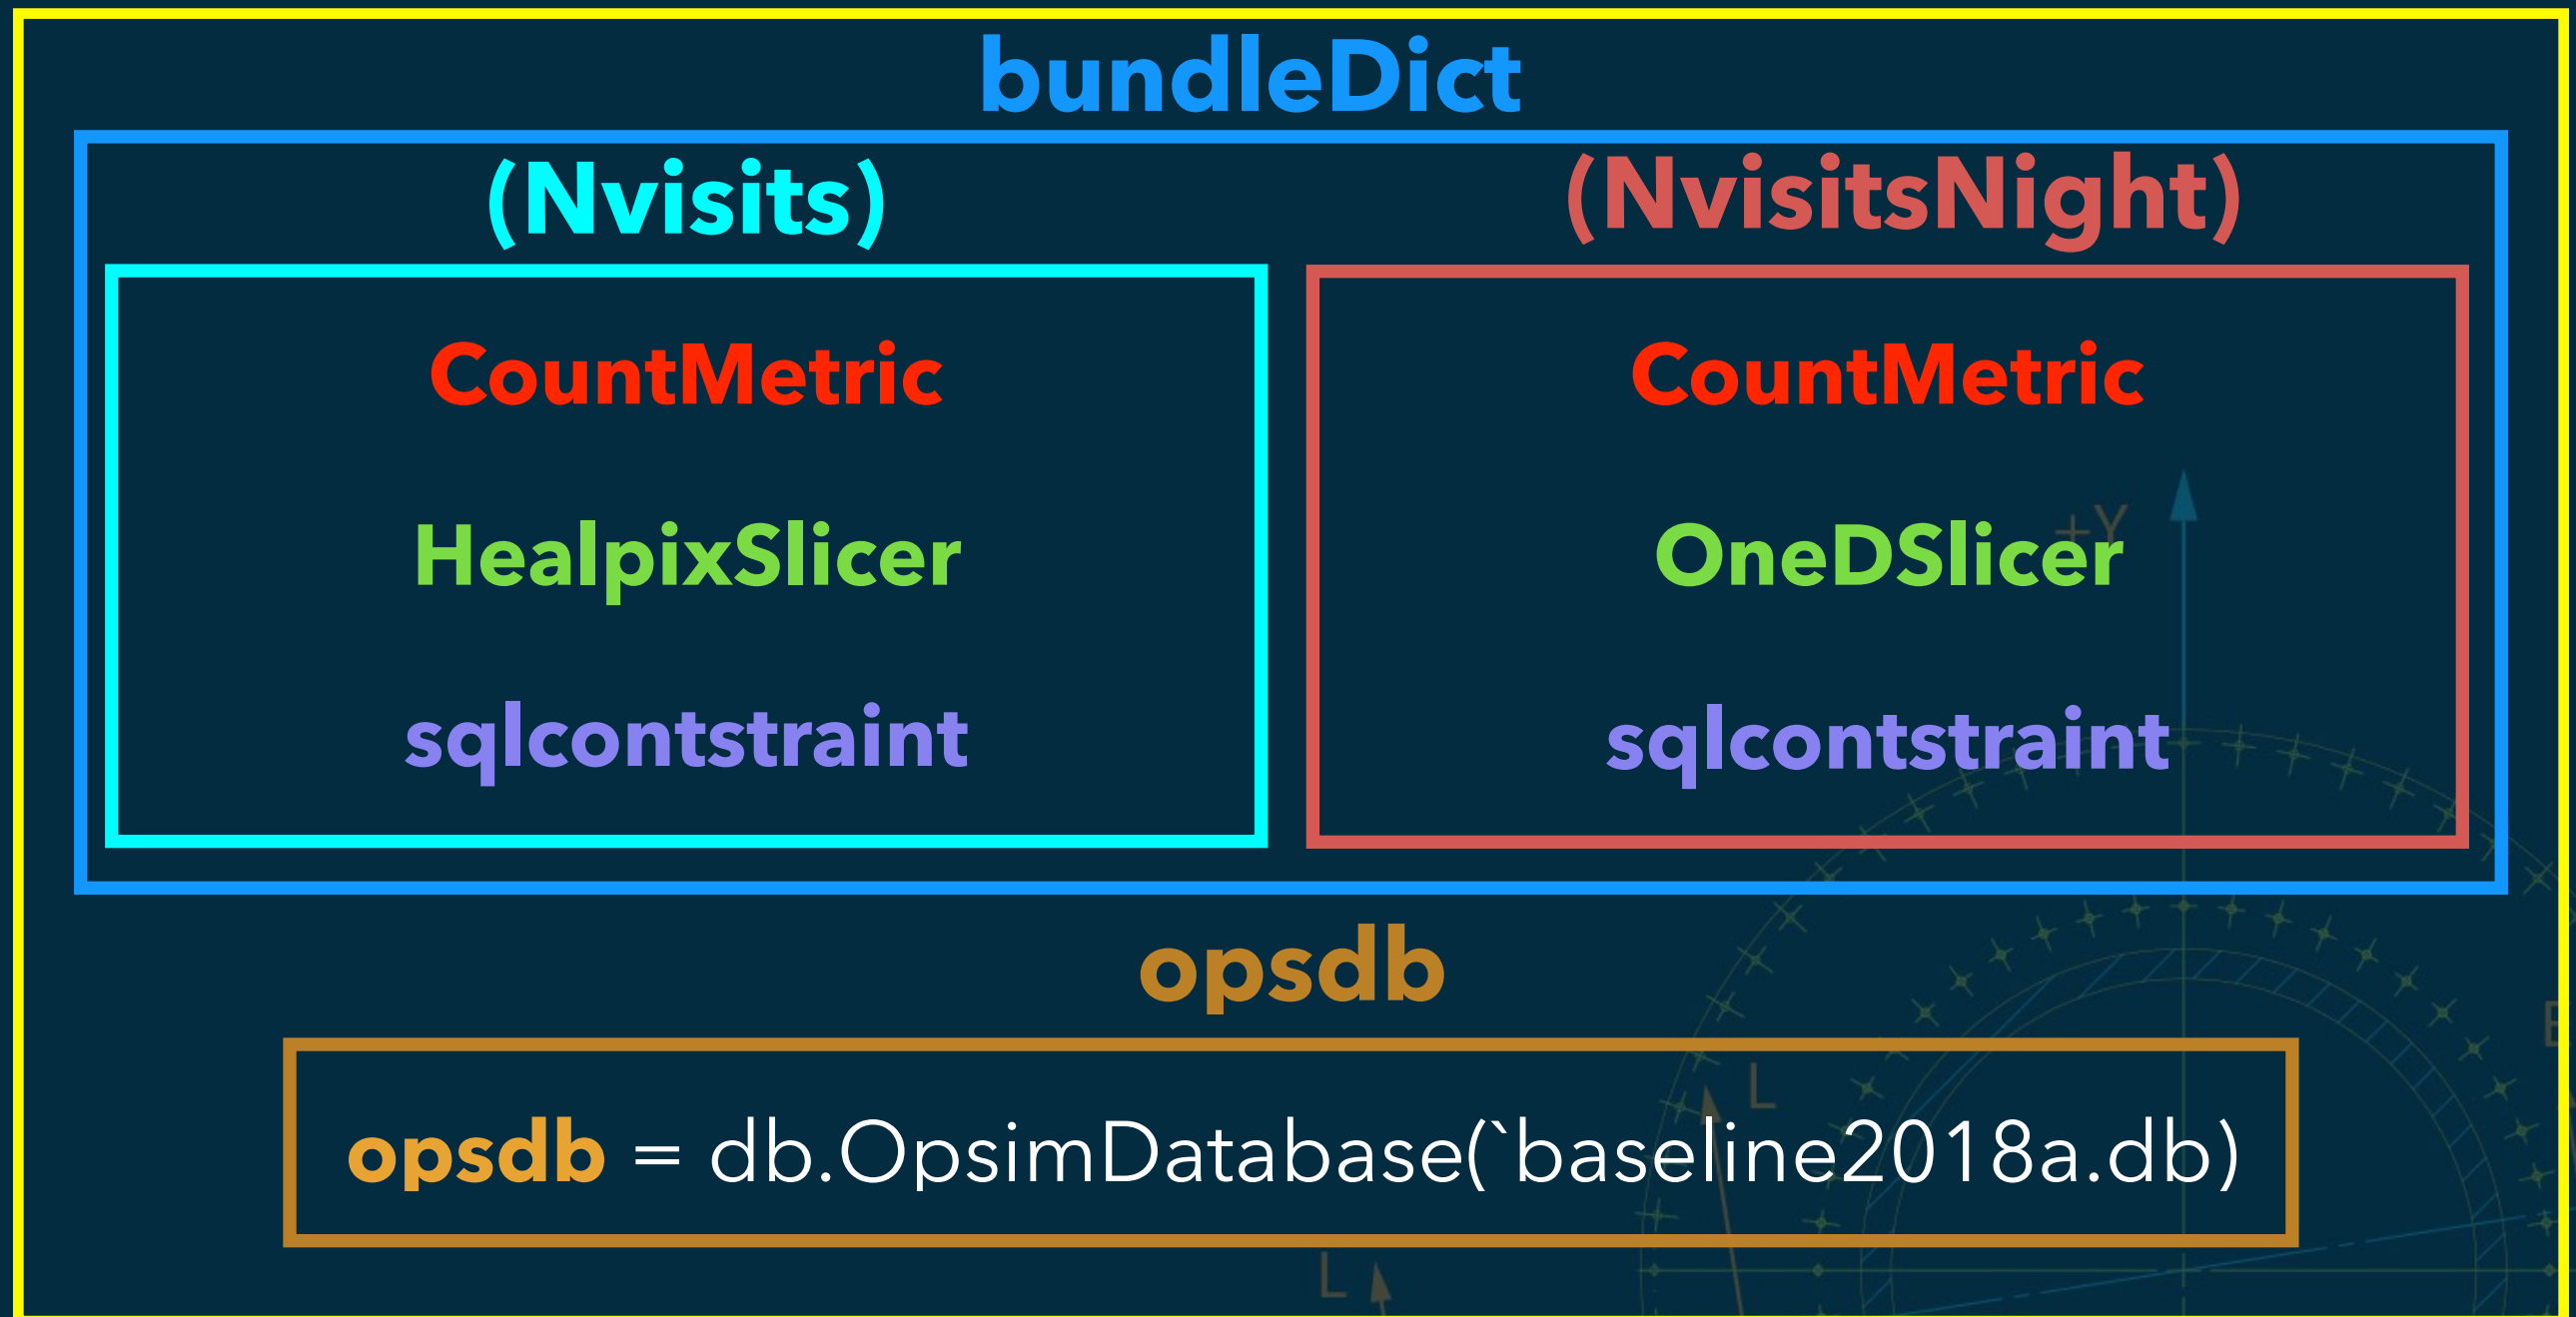 bundleDict
(Nvisits)
CountMetric
HealpixSlicer
sqlcontstraint
(NvisitsNight)
CountMetric
OneDSlicer
sqlcontstraint
+Y
opsdb
opsdb = db.OpsimDatabase(`baseline2018a.db)
L
L
E